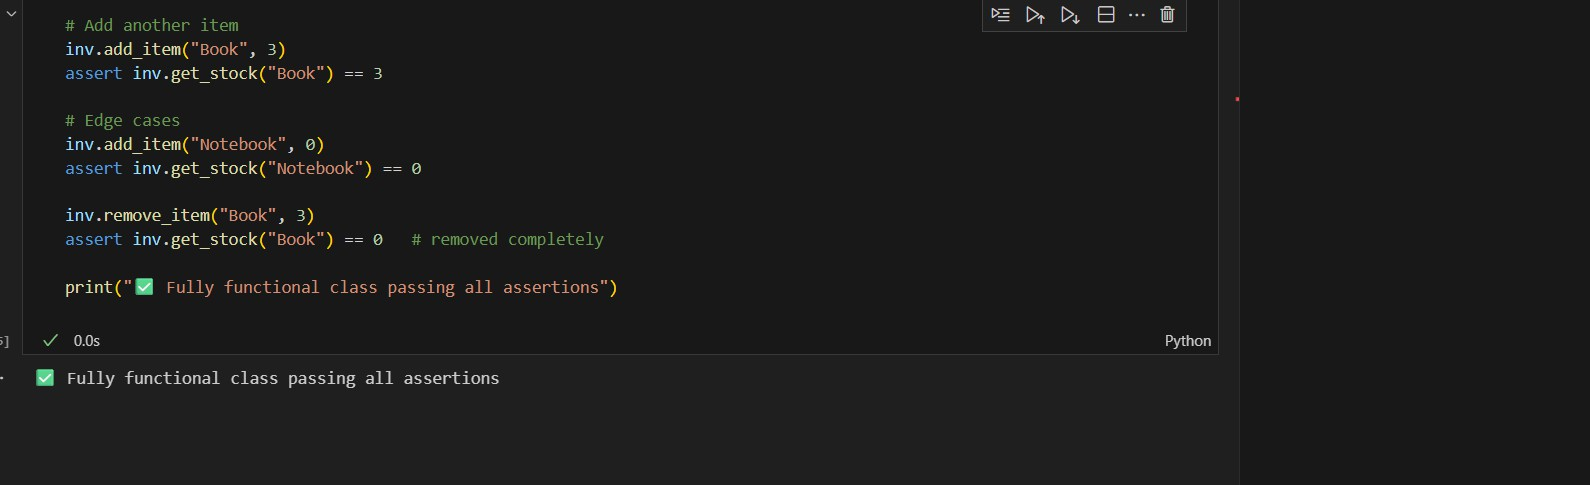 # Add another item
inv.add_item("Book", 3)
assert inv.get_stock("Book") == 3
# Edge cases
inv.add_item("Notebook", 0)
assert inv.get_stock("Notebook") == 0
inv.remove_item("Book", 3)
assert inv.get_stock("Book") == 0   # removed completely
print("✅ Fully functional class passing all assertions")
✓ 0.0s
Python
✅ Fully functional class passing all assertions